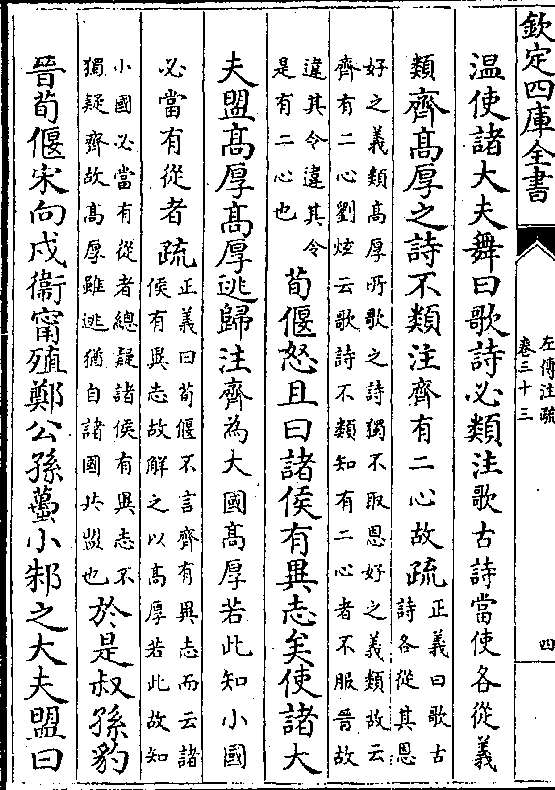 欽定四庫全書
左傳注疏
卷三十三
四
温使諸大夫舞曰歌詩必類注歌古詩當使各從義
類齊髙厚之詩不類注齊有二心故疏正義曰歌古
詩各從其恩
好之義類髙厚所歌之詩獨不取恩好之義類故云
齊有二心劉炫云歌詩不類知有二心者不服晉故
違其令違其令
是有二心也
荀偃怒且曰諸侯有異志矣使諸大
夫盟髙厚髙厚逃歸注齊為大國髙厚若此知小國
必當有從者疏正義曰荀偃不言齊有異志而云諸
侯有異志故解之以髙厚若此故知
小國必當有從者總疑諸侯有異志不
獨疑齊故髙厚雖逃猶自諸國共盟也
於是叔孫豹
晉荀偃宋向戍衞甯殖鄭公孫蠆小邾之大夫盟曰